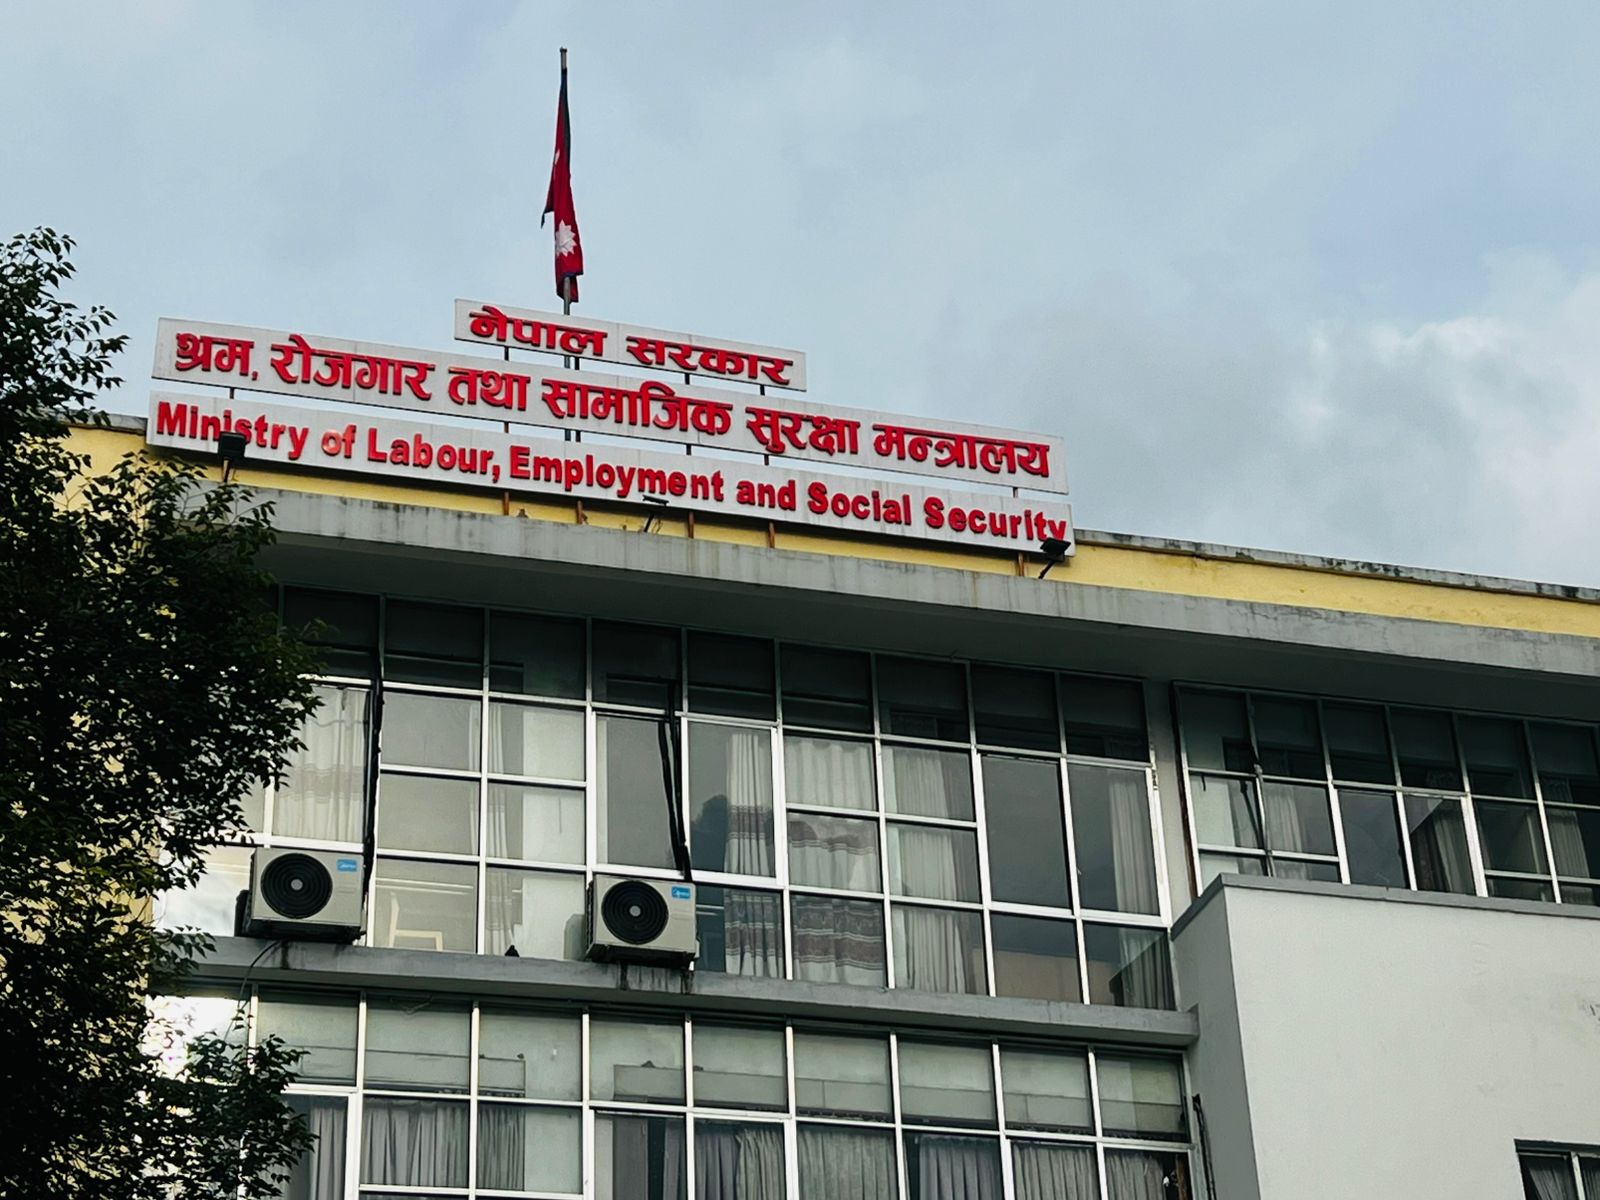 नेपाल सरकार
श्रम, रोजगार तथा सामाजिक सुरक्षा मन्त्रालय
Ministry of Labour, Employment and Social Security